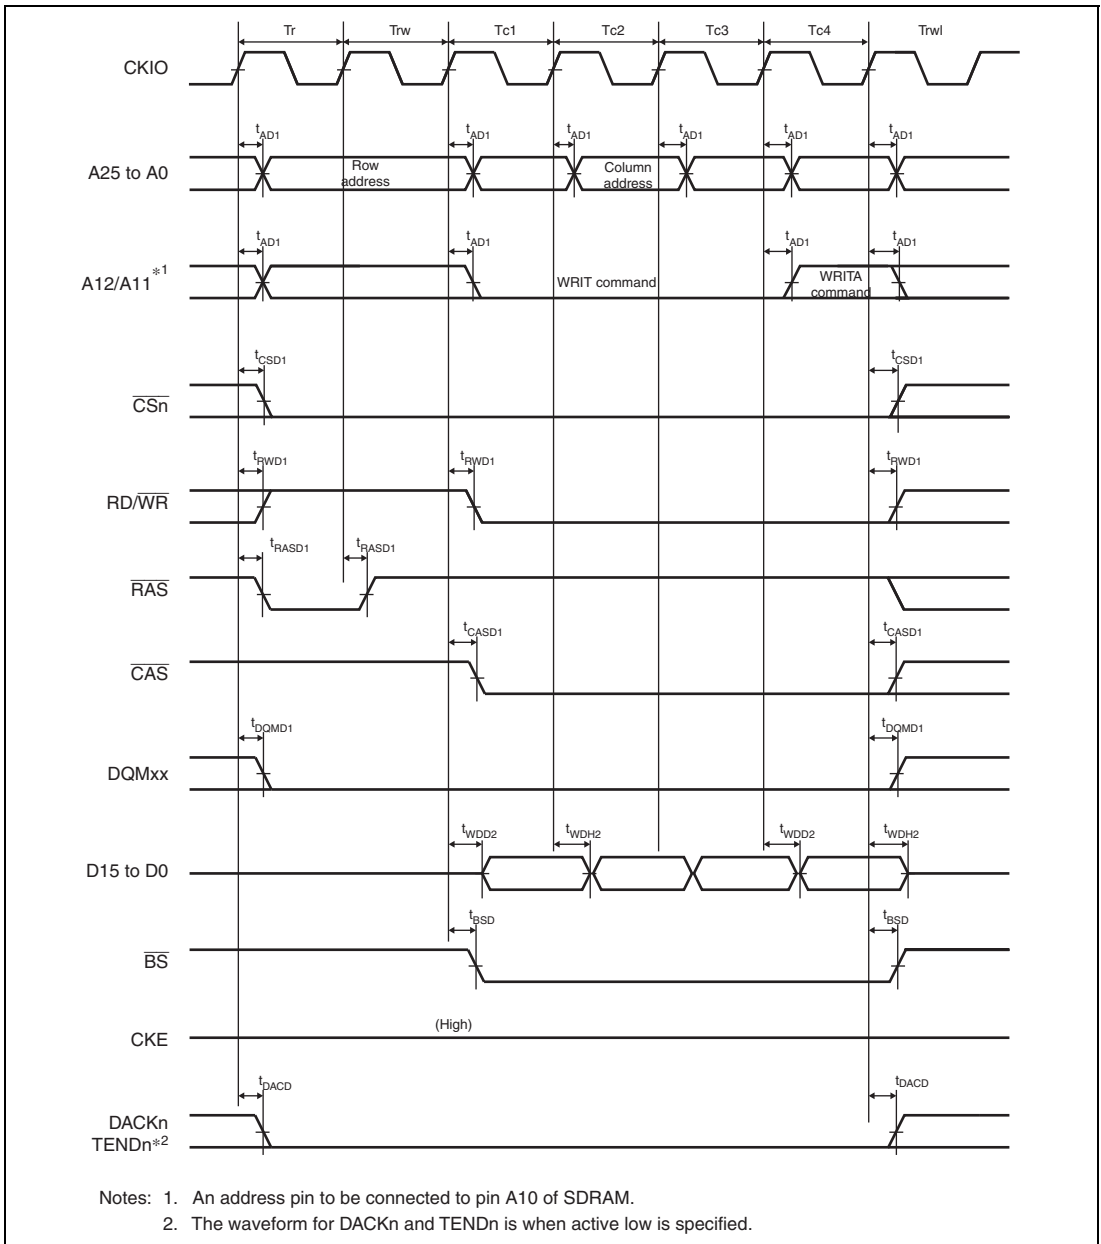 Tr Trw Tc1 Tc2 Tc3 Tc4 Trwl
CKIO
tAD1 tAD1 tAD1 tAD1 tAD1 tAD1
A25 to A0
Row address
Column address
tAD1 tAD1 tAD1 tAD1
A12/A11*1
WRIT command
WRITA command
tCSD1 tCSD1
CSn
tRWD1 tRWD1 tRWD1
RD/WR
tRASD1 tRASD1
RAS
tCASD1 tCASD1
CAS
tDQMD1 tDQMD1
DQMxx
tWDD2 tWDH2 tWDD2 tWDH2
D15 to D0
tBSD tBSD
BS
(High)
CKE
tDACD tDACD
DACKn
TENDn*2
Notes: 1. An address pin to be connected to pin A10 of SDRAM.
2. The waveform for DACKn and TENDn is when active low is specified.